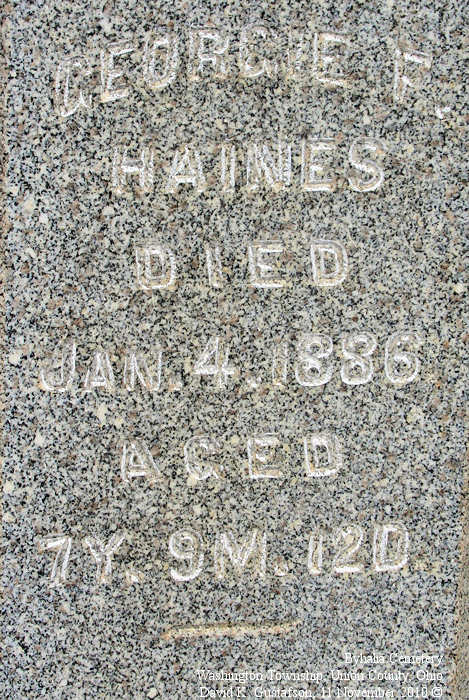 GEORGIE F.
HAINES
DIED
JAN. 4. 1886
AGED
7Y. 9M. 12D.
Byhalia Cemetery
Washington Township, Union County, Ohio
David K. Gustafson, 11 November 2010 ©